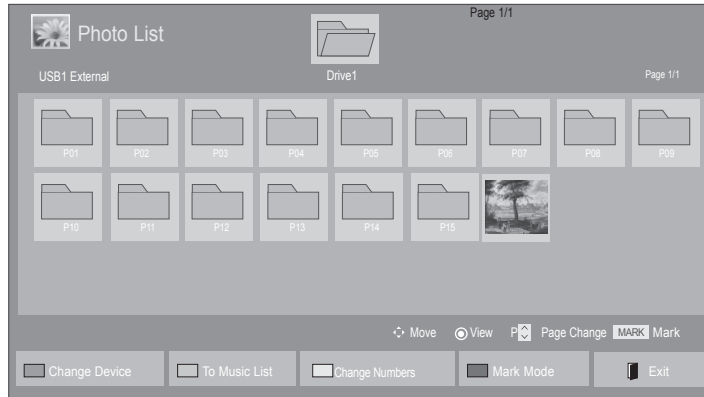 Page 1/1
Photo List
USB1 External
Drive1
Page 1/1
P01 P02 P03 P04 P05 P06 P07 P08 P09
P10 P11 P12 P13 P14 P15
Move View P Page Change MARK Mark
Change Device To Music List Change Numbers Mark Mode Exit